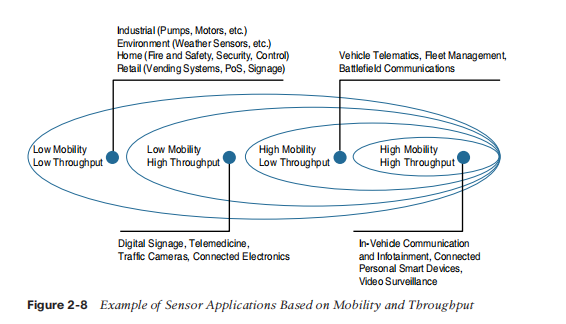 Industrial (Pumps, Motors, etc.)
Environment (Weather Sensors, etc.)
Home (Fire and Safety, Security, Control)
Retail (Vending Systems, PoS, Signage)
Vehicle Telematics, Fleet Management,
Battlefield Communications
Low Mobility
Low Throughput
Low Mobility
High Throughput
High Mobility
Low Throughput
High Mobility
High Throughput
Digital Signage, Telemedicine,
Traffic Cameras, Connected Electronics
In-Vehicle Communication
and Infotainment, Connected
Personal Smart Devices,
Video Surveillance
Figure 2-8 Example of Sensor Applications Based on Mobility and Throughput